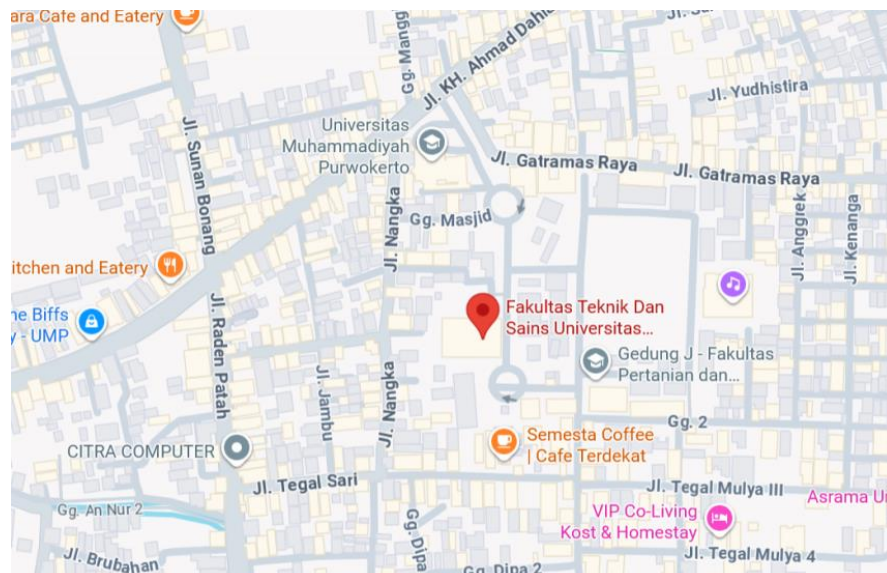 ara Cafe and Eatery
Gg. Mangg
Jl. KH. Ahmad Dahl
Jl. Yudhistira
Universitas
Muhammadiyah
Purwokerto
Jl. Sunan Bonang
Jl. Gatramas Raya
Jl. Gatramas Raya
Jl. Nangka
Gg. Masjid
Jl. Anggrek
Jl. Kenanga
itchen and Eatery
ne Biffs
y - UMP
Jl. Raden Patah
Fakultas Teknik Dan
Sains Universitas...
Gedung J - Fakultas
Pertanian dan...
Jl. Jambu
Jl. Nangka
Gg. 2
CITRA COMPUTER
Semesta Coffee
| Cafe Terdekat
Jl. Tegal Sari
Jl. Tegal Mulya III
Asrama U
Gg. An Nur 2
VIP Co-Living
Kost & Homestay
Gg. Dipa
Jl. Brubahan
Gg. Dipa 2
Jl. Tegal Mulya 4